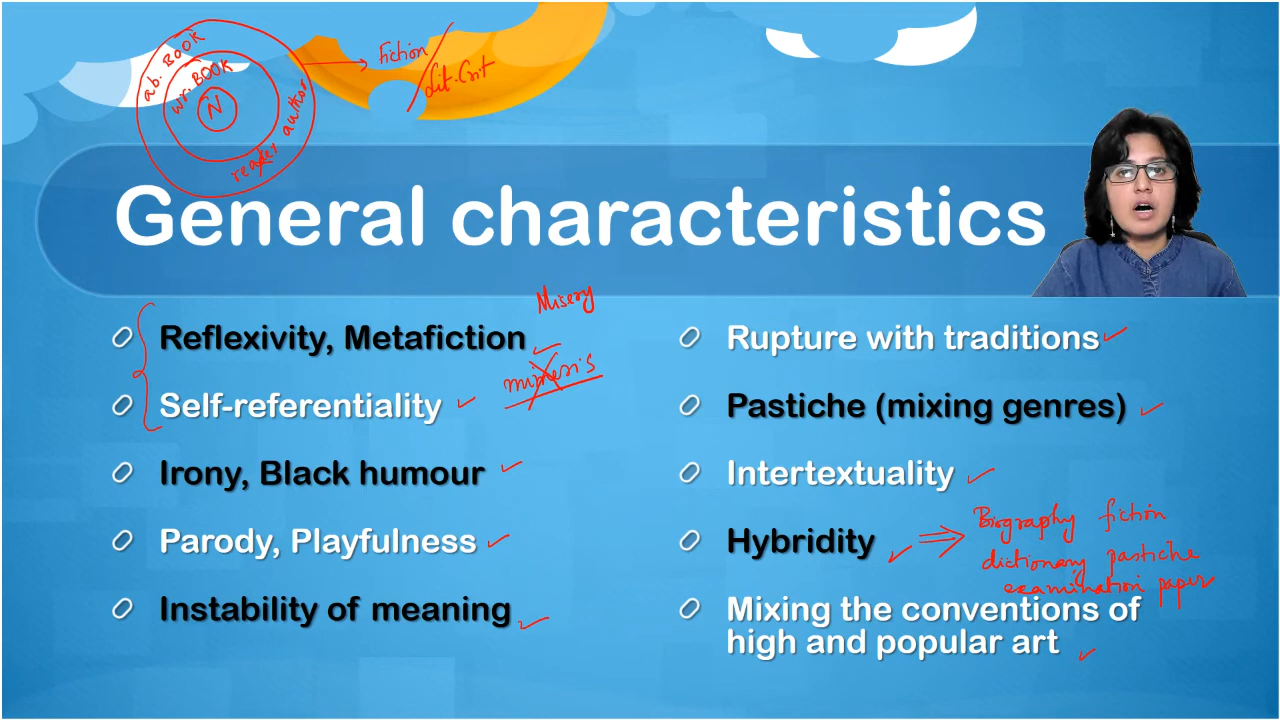 ab. BOOK
wr. BOOK
N
reader author
Fiction
Lit. Crit
General characteristics
Misery
Reflexivity, Metafiction
mimesis
Self-referentiality
Irony, Black humour
Parody, Playfulness
Instability of meaning
Rupture with traditions
Pastiche (mixing genres)
Intertextuality
Hybridity
Biography fiction
dictionary pastiche
examination paper
Mixing the conventions of
high and popular art